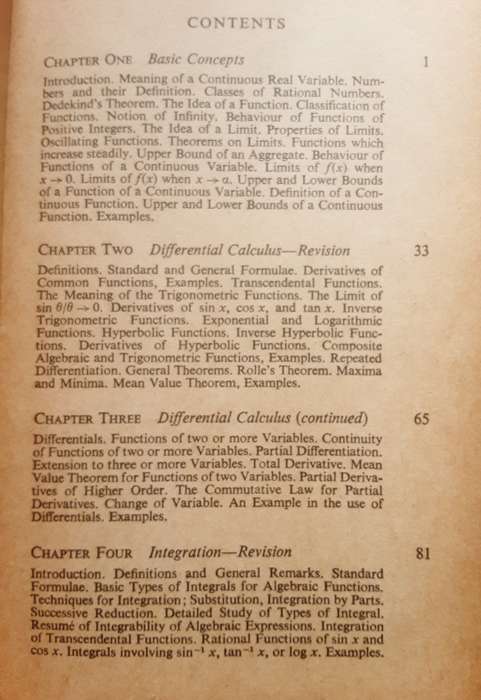 CONTENTS
CHAPTER ONE Basic Concepts 1
Introduction. Meaning of a Continuous Real Variable. Num-
bers and their Definition. Classes of Rational Numbers.
Dedekind's Theorem. The Idea of a Function. Classification of
Functions. Notion of Infinity. Behaviour of Functions of
Positive Integers. The Idea of a Limit. Properties of Limits.
Oscillating Functions. Theorems on Limits. Functions which
increase steadily. Upper Bound of an Aggregate. Behaviour of
Functions of a Continuous Variable. Limits of f(x) when
x → 0. Limits of f(x) when x → a. Upper and Lower Bounds
of a Function of a Continuous Variable. Definition of a Con-
tinuous Function. Upper and Lower Bounds of a Continuous
Function. Examples.
CHAPTER TWO Differential Calculus—Revision 33
Definitions. Standard and General Formulae. Derivatives of
Common Functions, Examples. Transcendental Functions.
The Meaning of the Trigonometric Functions. The Limit of
sin θ/θ → 0. Derivatives of sin x, cos x, and tan x. Inverse
Trigonometric Functions. Exponential and Logarithmic
Functions. Hyperbolic Functions. Inverse Hyperbolic Func-
tions. Derivatives of Hyperbolic Functions. Composite
Algebraic and Trigonometric Functions, Examples. Repeated
Differentiation. General Theorems. Rolle's Theorem. Maxima
and Minima. Mean Value Theorem, Examples.
CHAPTER THREE Differential Calculus (continued) 65
Differentials. Functions of two or more Variables. Continuity
of Functions of two or more Variables. Partial Differentiation.
Extension to three or more Variables. Total Derivative. Mean
Value Theorem for Functions of two Variables. Partial Deriva-
tives of Higher Order. The Commutative Law for Partial
Derivatives. Change of Variable. An Example in the use of
Differentials. Examples.
CHAPTER FOUR Integration—Revision 81
Introduction. Definitions and General Remarks. Standard
Formulae. Basic Types of Integrals for Algebraic Functions.
Techniques for Integration; Substitution, Integration by Parts.
Successive Reduction. Detailed Study of Types of Integral.
Resumé of Integrability of Algebraic Expressions. Integration
of Transcendental Functions. Rational Functions of sin x and
cos x. Integrals involving sin⁻¹ x, tan⁻¹ x, or log x. Examples.